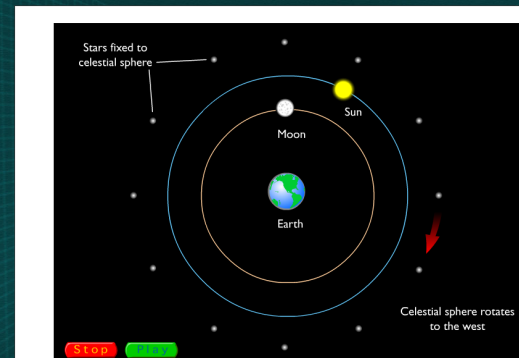 Stars fixed to
celestial sphere
Sun
Moon
Earth
Celestial sphere rotates
to the west
Stop
Play